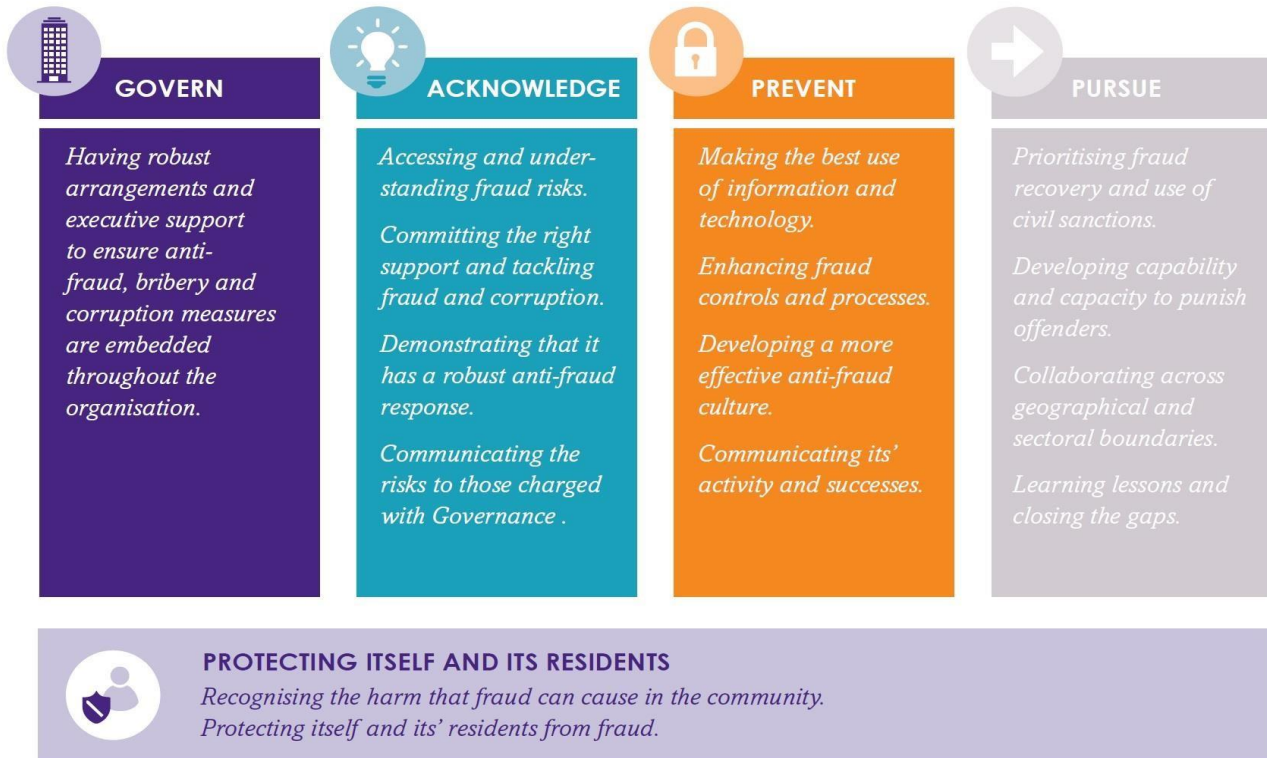 GOVERN
Having robust
arrangements and
executive support
to ensure anti-
fraud, bribery and
corruption measures
are embedded
throughout the
organisation.
ACKNOWLEDGE
Accessing and under-
standing fraud risks.
Committing the right
support and tackling
fraud and corruption.
Demonstrating that it
has a robust anti-fraud
response.
Communicating the
risks to those charged
with Governance .
PREVENT
Making the best use
of information and
technology.
Enhancing fraud
controls and processes.
Developing a more
effective anti-fraud
culture.
Communicating its’
activity and successes.
PURSUE
Prioritising fraud
recovery and use of
civil sanctions.
Developing capability
and capacity to punish
offenders.
Collaborating across
geographical and
sectoral boundaries.
Learning lessons and
closing the gaps.
PROTECTING ITSELF AND ITS RESIDENTS
Recognising the harm that fraud can cause in the community.
Protecting itself and its’ residents from fraud.